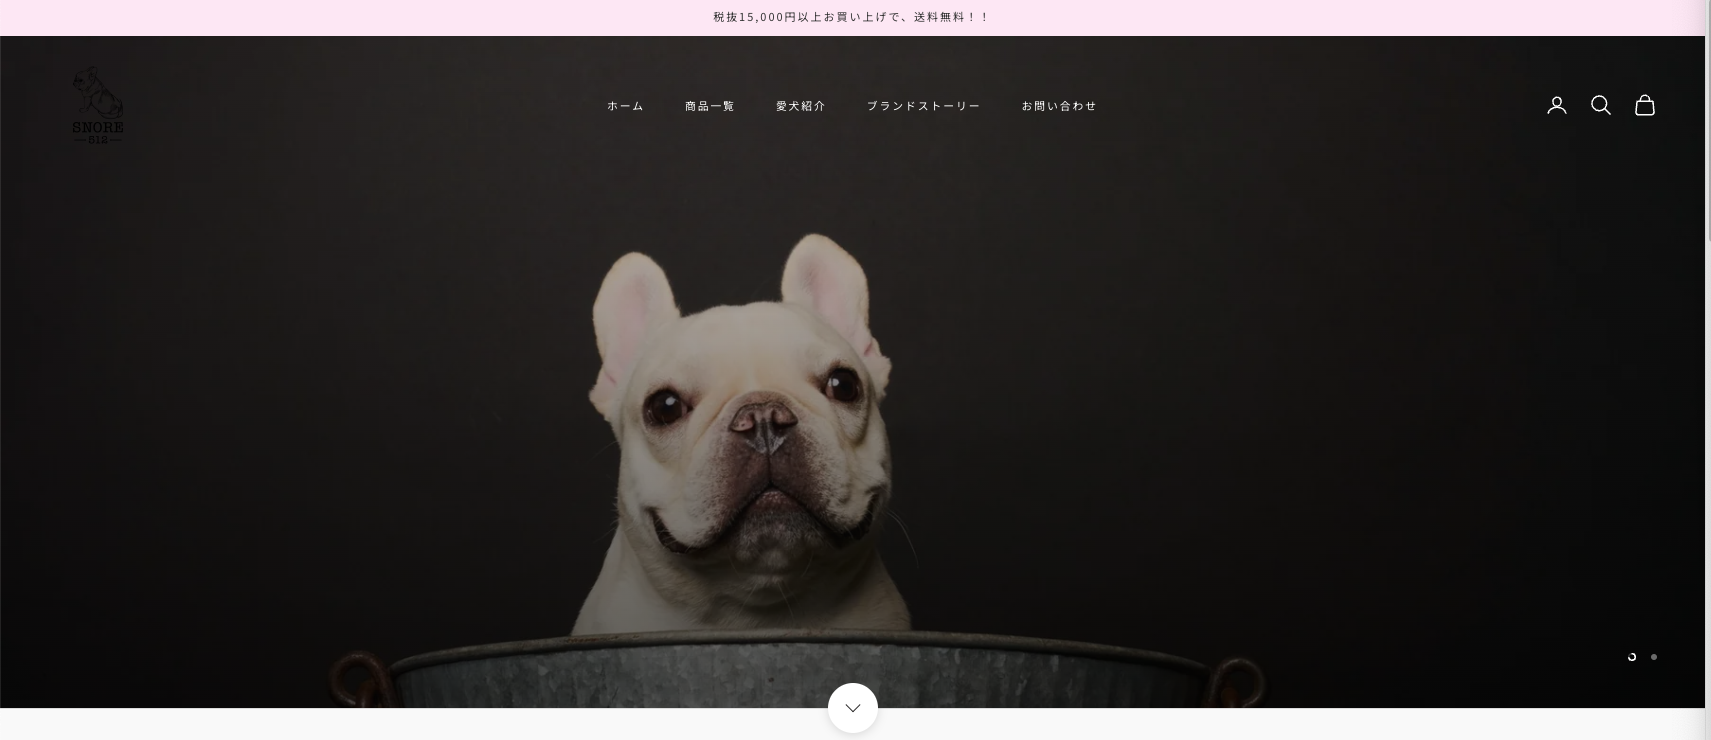 税抜15,000円以上お買い上げで、送料無料！！
SNORE
012
ホーム
商品一覧
愛犬紹介
ブランドストーリー
お問い合わせ